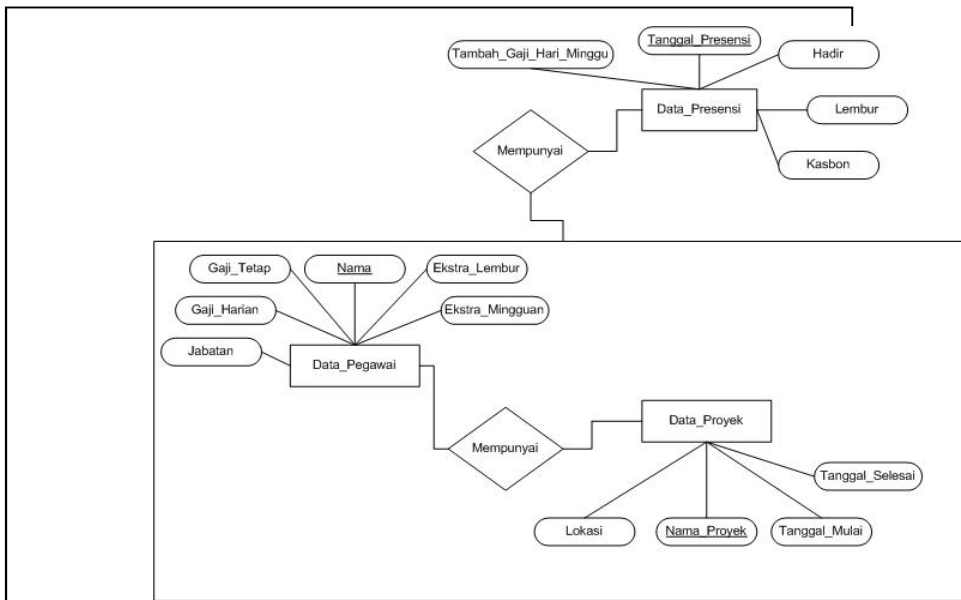 Tanggal_Presensi
Tambah_Gaji_Hari_Minggu
Hadir
Data_Presensi
Lembur
Mempunyai
Kasbon
Gaji_Tetap
Nama
Ekstra_Lembur
Gaji_Harian
Ekstra_Mingguan
Jabatan
Data_Pegawai
Data_Proyek
Mempunyai
Tanggal_Selesai
Lokasi
Nama_Proyek
Tanggal_Mulai